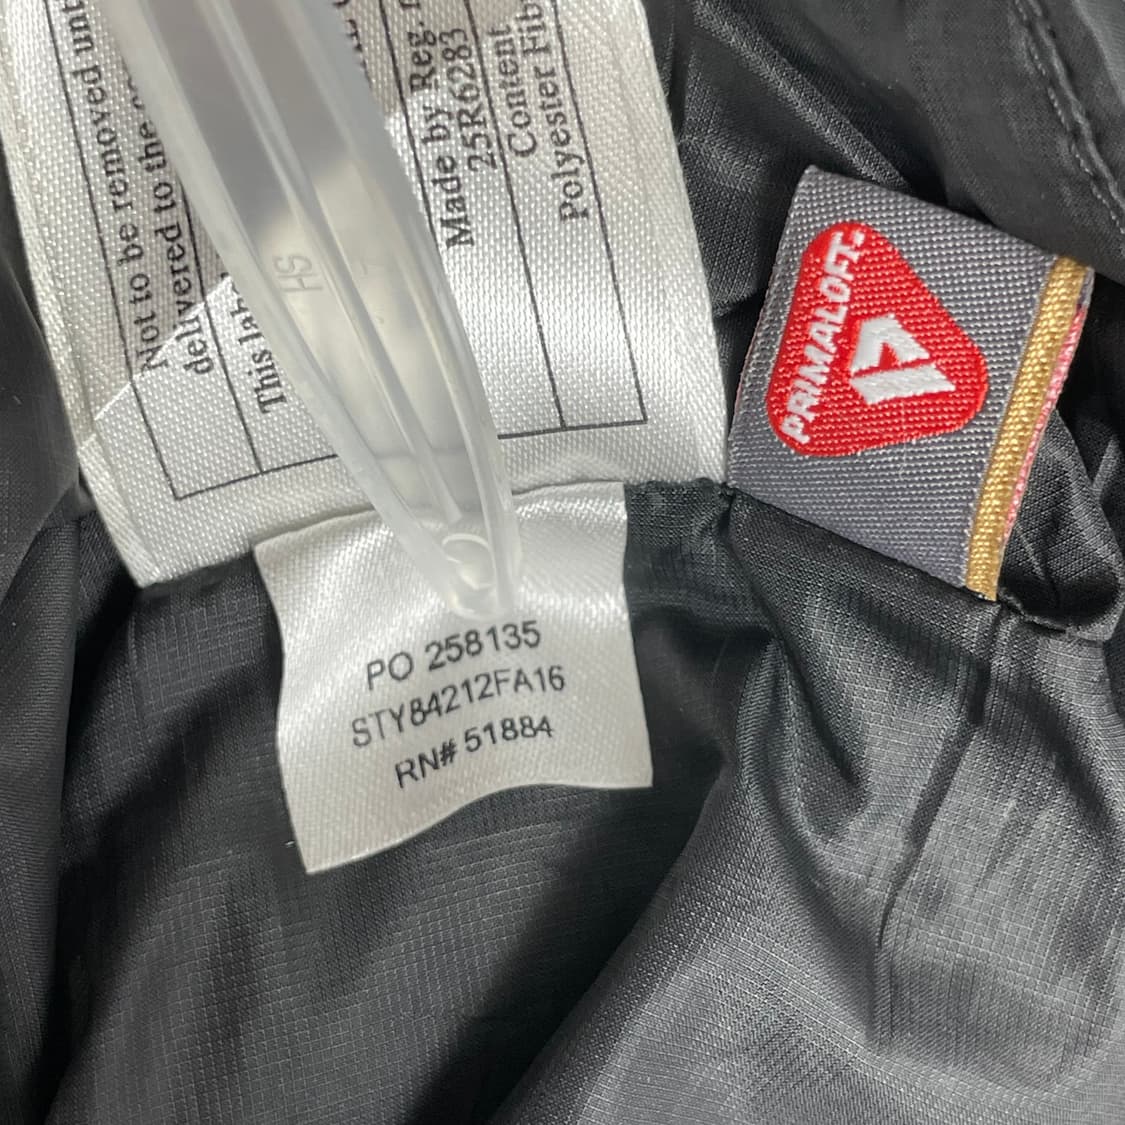 Not to be removed unt
delivered to the
This
Made by Reg.
25R6283
Content
Polyester Fib
HS
PRIMALOFT
PO 258135
STY84212FA16
RN# 51884